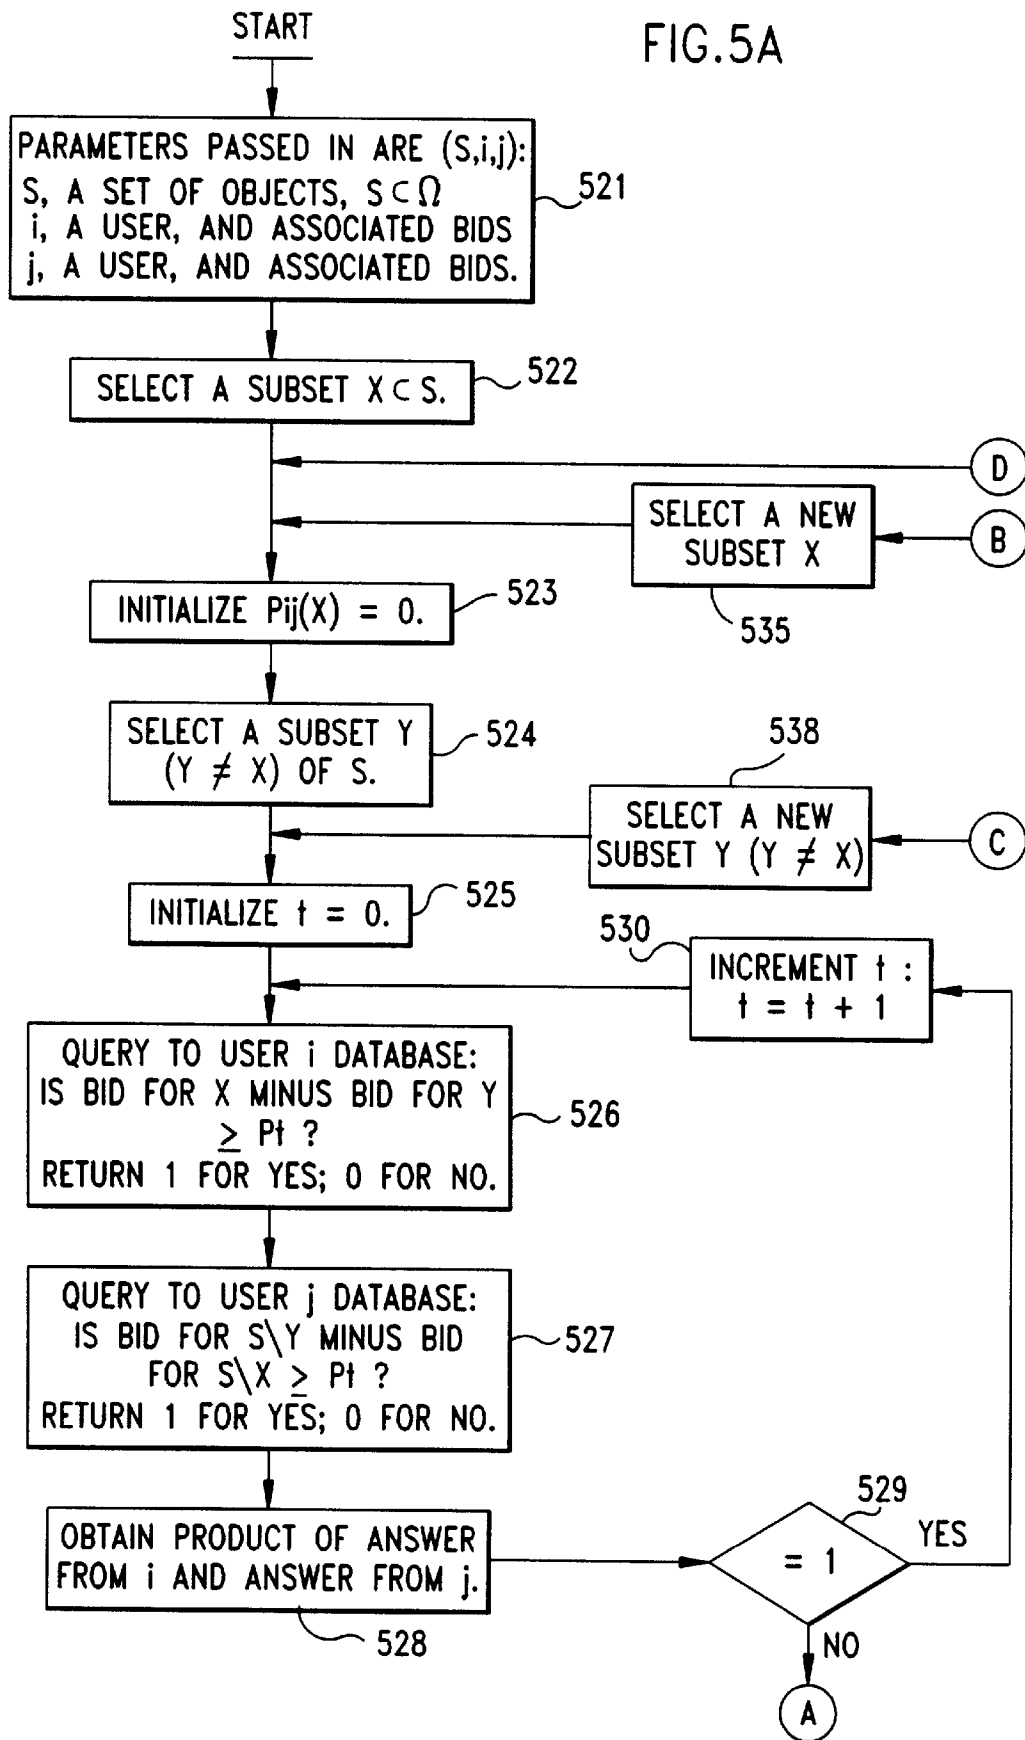 START
FIG.5A
PARAMETERS PASSED IN ARE (S,i,j):
S, A SET OF OBJECTS, S⊂Ω
i, A USER, AND ASSOCIATED BIDS
j, A USER, AND ASSOCIATED BIDS.
521
SELECT A SUBSET X⊂S.
522
D
SELECT A NEW
SUBSET X
B
535
INITIALIZE Pij(X) = 0.
523
SELECT A SUBSET Y
(Y ≠ X) OF S.
524
538
SELECT A NEW
SUBSET Y (Y ≠ X)
C
INITIALIZE t = 0.
525
530
INCREMENT t :
t = t + 1
QUERY TO USER i DATABASE:
IS BID FOR X MINUS BID FOR Y
≥ Pt ?
RETURN 1 FOR YES; 0 FOR NO.
526
QUERY TO USER j DATABASE:
IS BID FOR S\Y MINUS BID
FOR S\X ≥ Pt ?
RETURN 1 FOR YES; 0 FOR NO.
527
OBTAIN PRODUCT OF ANSWER
FROM i AND ANSWER FROM j.
528
529
= 1
YES
NO
A